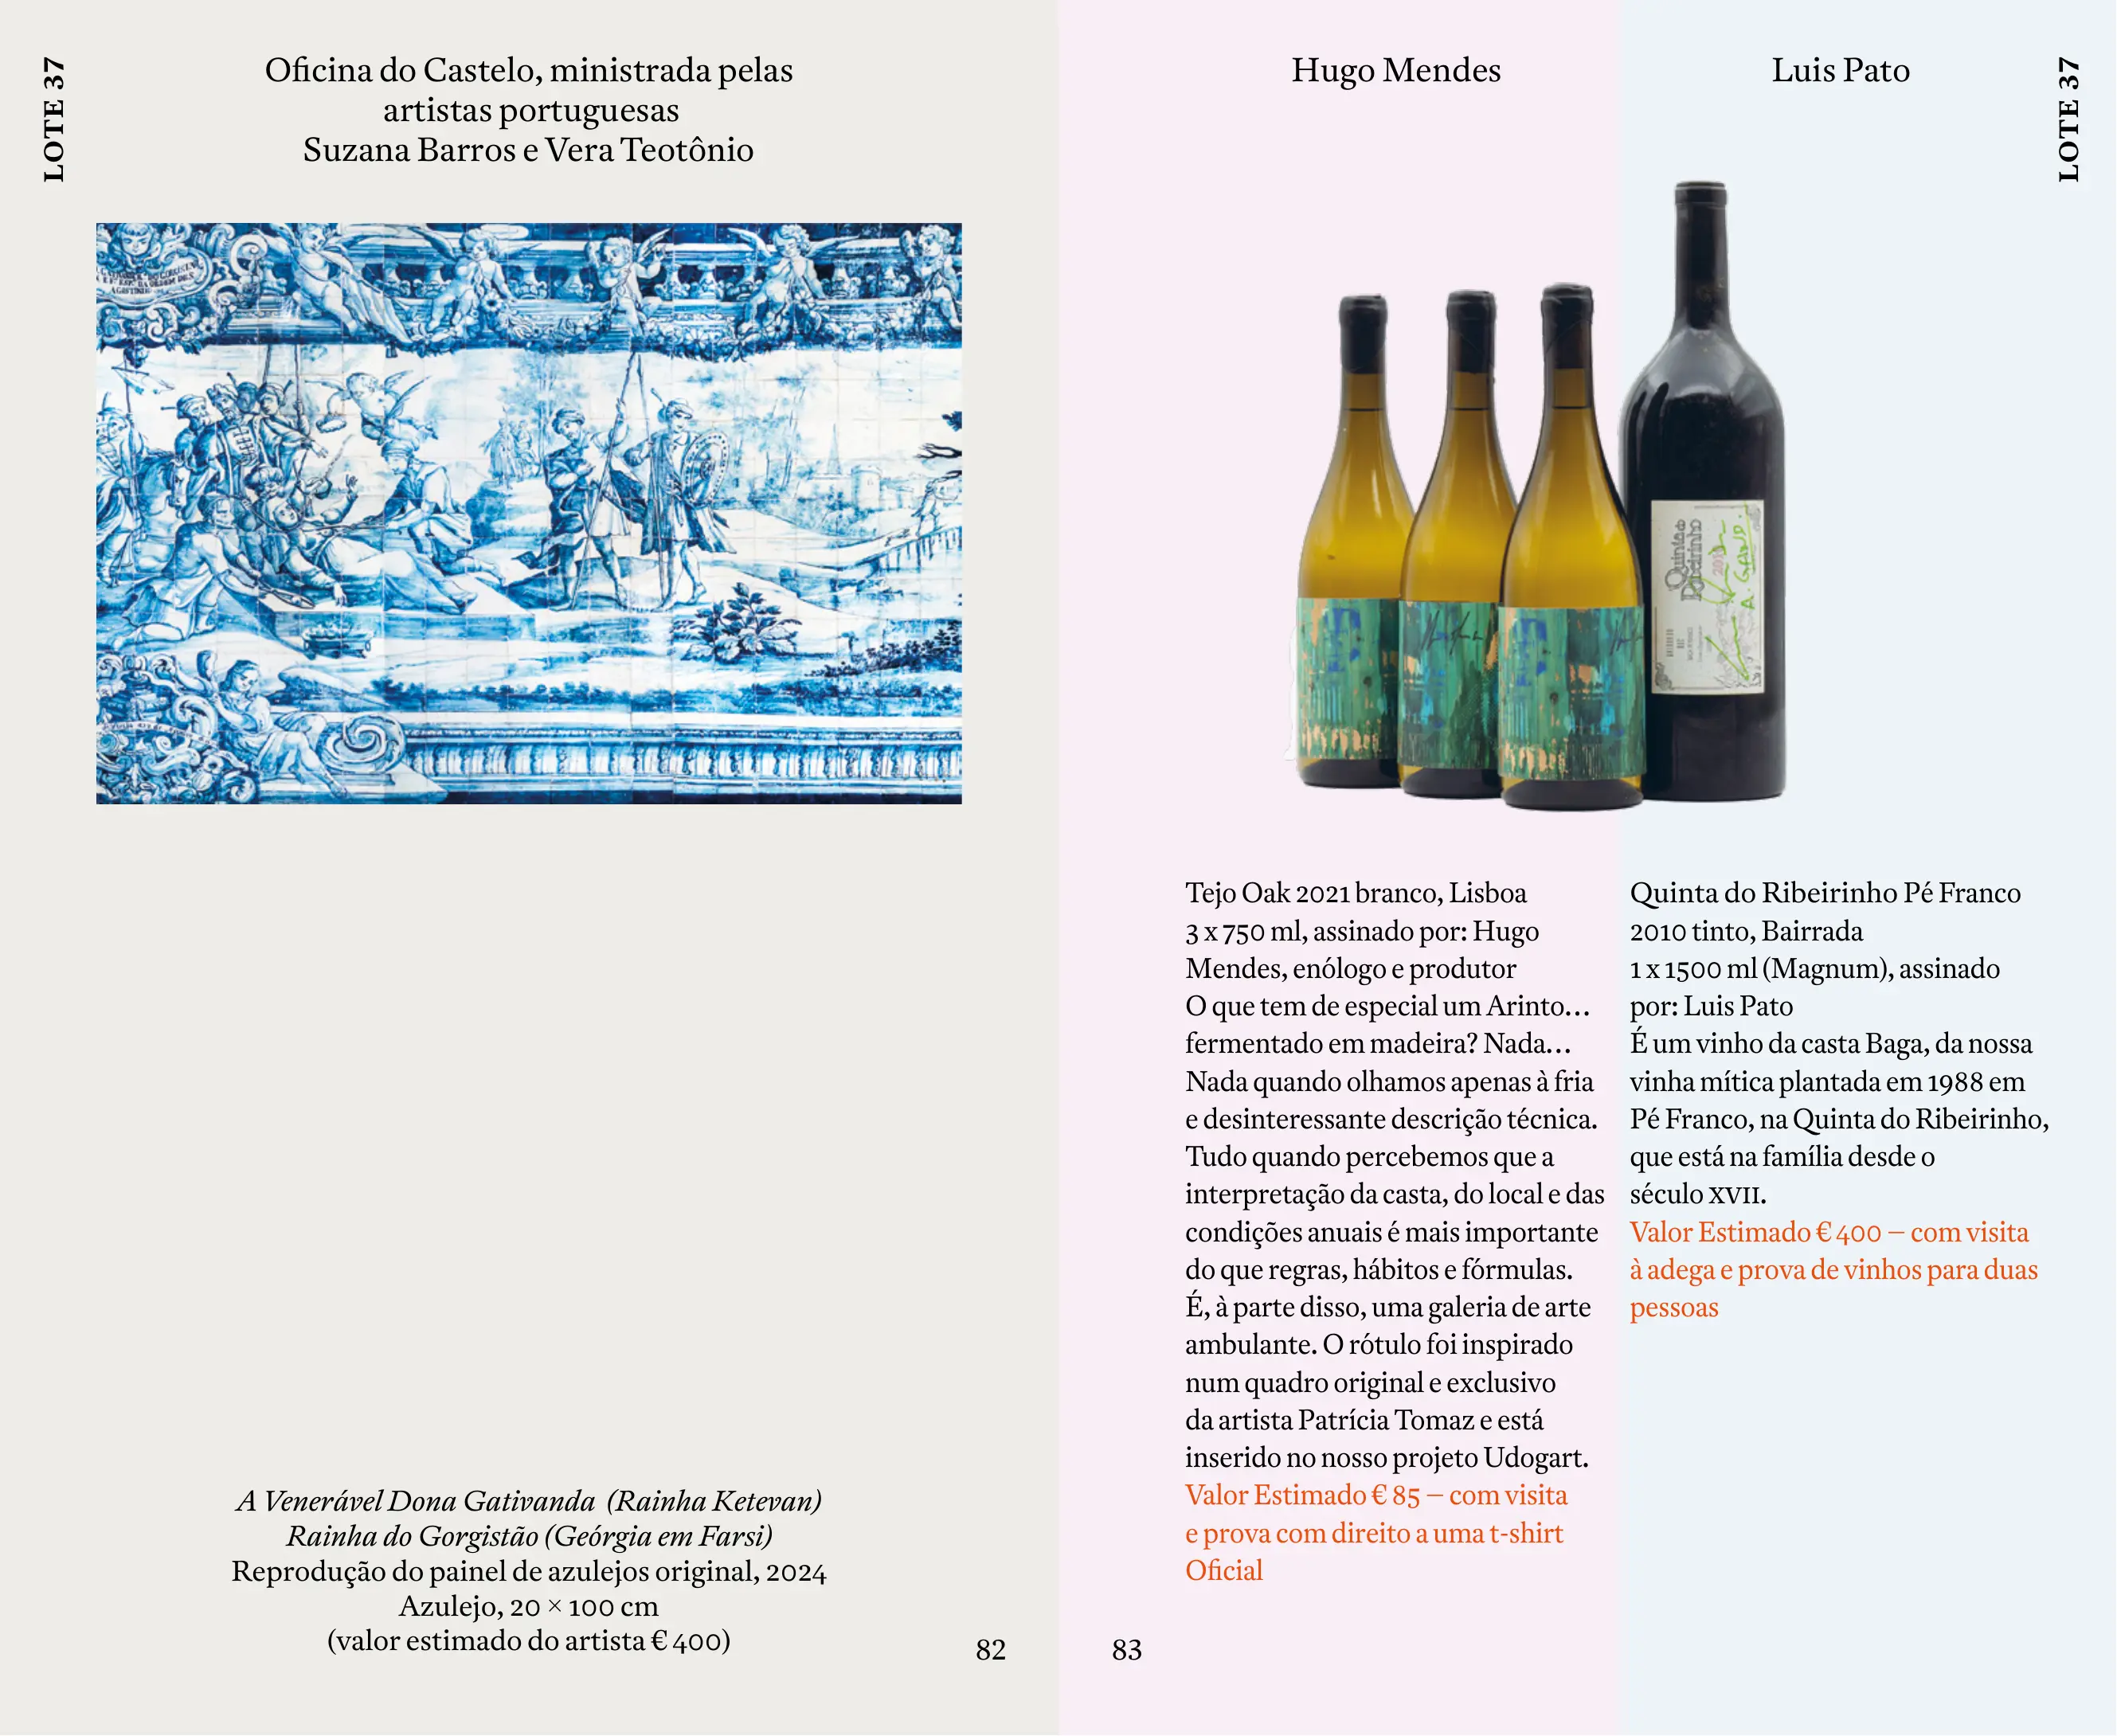 LOTE 37
Oficina do Castelo, ministrada pelas
artistas portuguesas
Suzana Barros e Vera Teotônio
A Venerável Dona Gativanda (Rainha Ketevan)
Rainha do Gorgistão (Geórgia em Farsi)
Reprodução do painel de azulejos original, 2024
Azulejo, 20 × 100 cm
(valor estimado do artista € 400)
82
Hugo Mendes
Tejo Oak 2021 branco, Lisboa
3 x 750 ml, assinado por: Hugo
Mendes, enólogo e produtor
O que tem de especial um Arinto…
fermentado em madeira? Nada…
Nada quando olhamos apenas à fria
e desinteressante descrição técnica.
Tudo quando percebemos que a
interpretação da casta, do local e das
condições anuais é mais importante
do que regras, hábitos e fórmulas.
É, à parte disso, uma galeria de arte
ambulante. O rótulo foi inspirado
num quadro original e exclusivo
da artista Patrícia Tomaz e está
inserido no nosso projeto Udogart.
Valor Estimado € 85 – com visita
e prova com direito a uma t-shirt
Oficial
83
Luis Pato
LOTE 37
Quinta do
Ribeirinho
Quinta do Ribeirinho Pé Franco
2010 tinto, Bairrada
1 x 1500 ml (Magnum), assinado
por: Luis Pato
É um vinho da casta Baga, da nossa
vinha mítica plantada em 1988 em
Pé Franco, na Quinta do Ribeirinho,
que está na família desde o
século XVII.
Valor Estimado € 400 – com visita
à adega e prova de vinhos para duas
pessoas